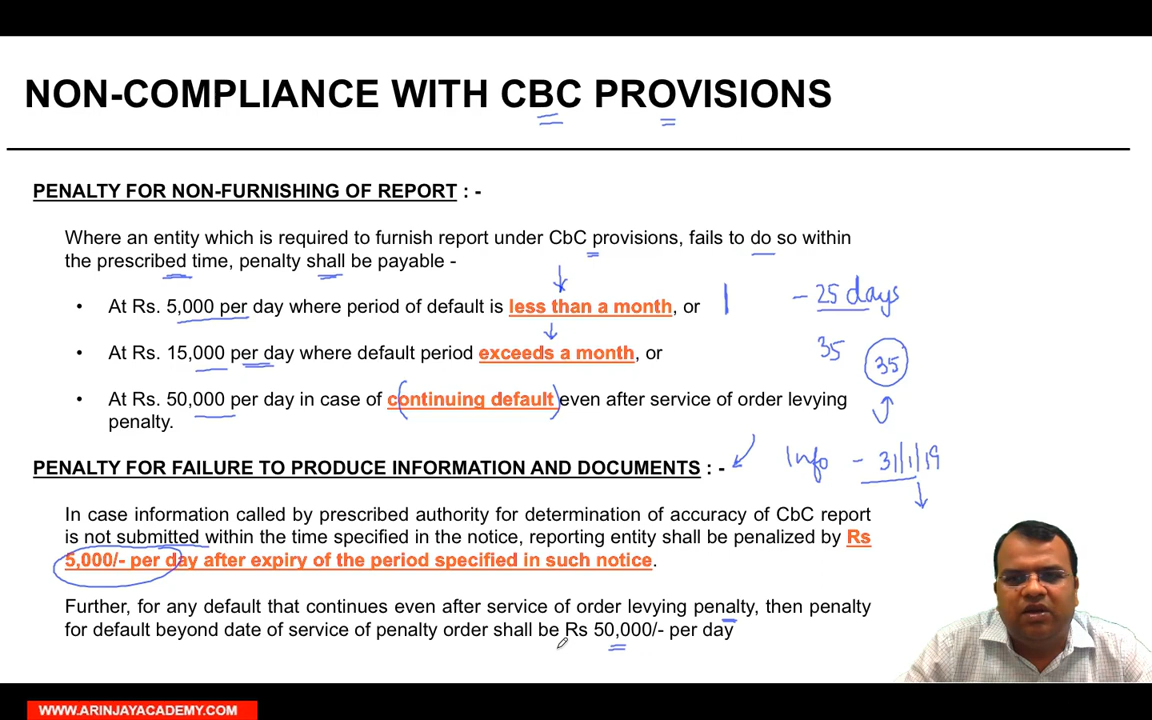 NON-COMPLIANCE WITH CBC PROVISIONS
PENALTY FOR NON-FURNISHING OF REPORT : -
Where an entity which is required to furnish report under CbC provisions, fails to do so within
the prescribed time, penalty shall be payable -
• At Rs. 5,000 per day where period of default is less than a month, or
- 25 days
• At Rs. 15,000 per day where default period exceeds a month, or
35
35
• At Rs. 50,000 per day in case of continuing default even after service of order levying
penalty.
PENALTY FOR FAILURE TO PRODUCE INFORMATION AND DOCUMENTS : -
Info - 31/1/19
In case information called by prescribed authority for determination of accuracy of CbC report
is not submitted within the time specified in the notice, reporting entity shall be penalized by Rs
5,000/- per day after expiry of the period specified in such notice.
Further, for any default that continues even after service of order levying penalty, then penalty
for default beyond date of service of penalty order shall be Rs 50,000/- per day
WWW.ARINJAYACADEMY.COM